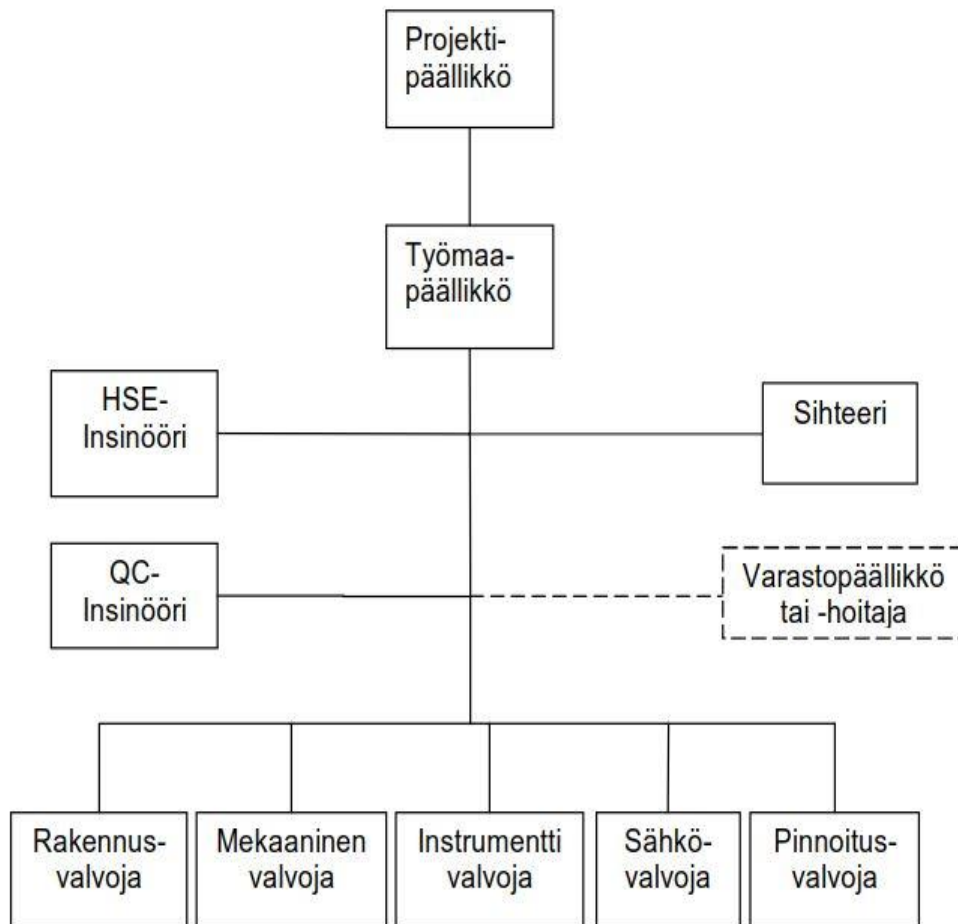 Projekti-
päällikkö
Työmaa-
päällikkö
HSE-
Insinööri
Sihteeri
QC-
Insinööri
Varastopäällikkö
tai -hoitaja
Rakennus-
valvoja
Mekaaninen
valvoja
Instrumentti
valvoja
Sähkö-
valvoja
Pinnoitus-
valvoja